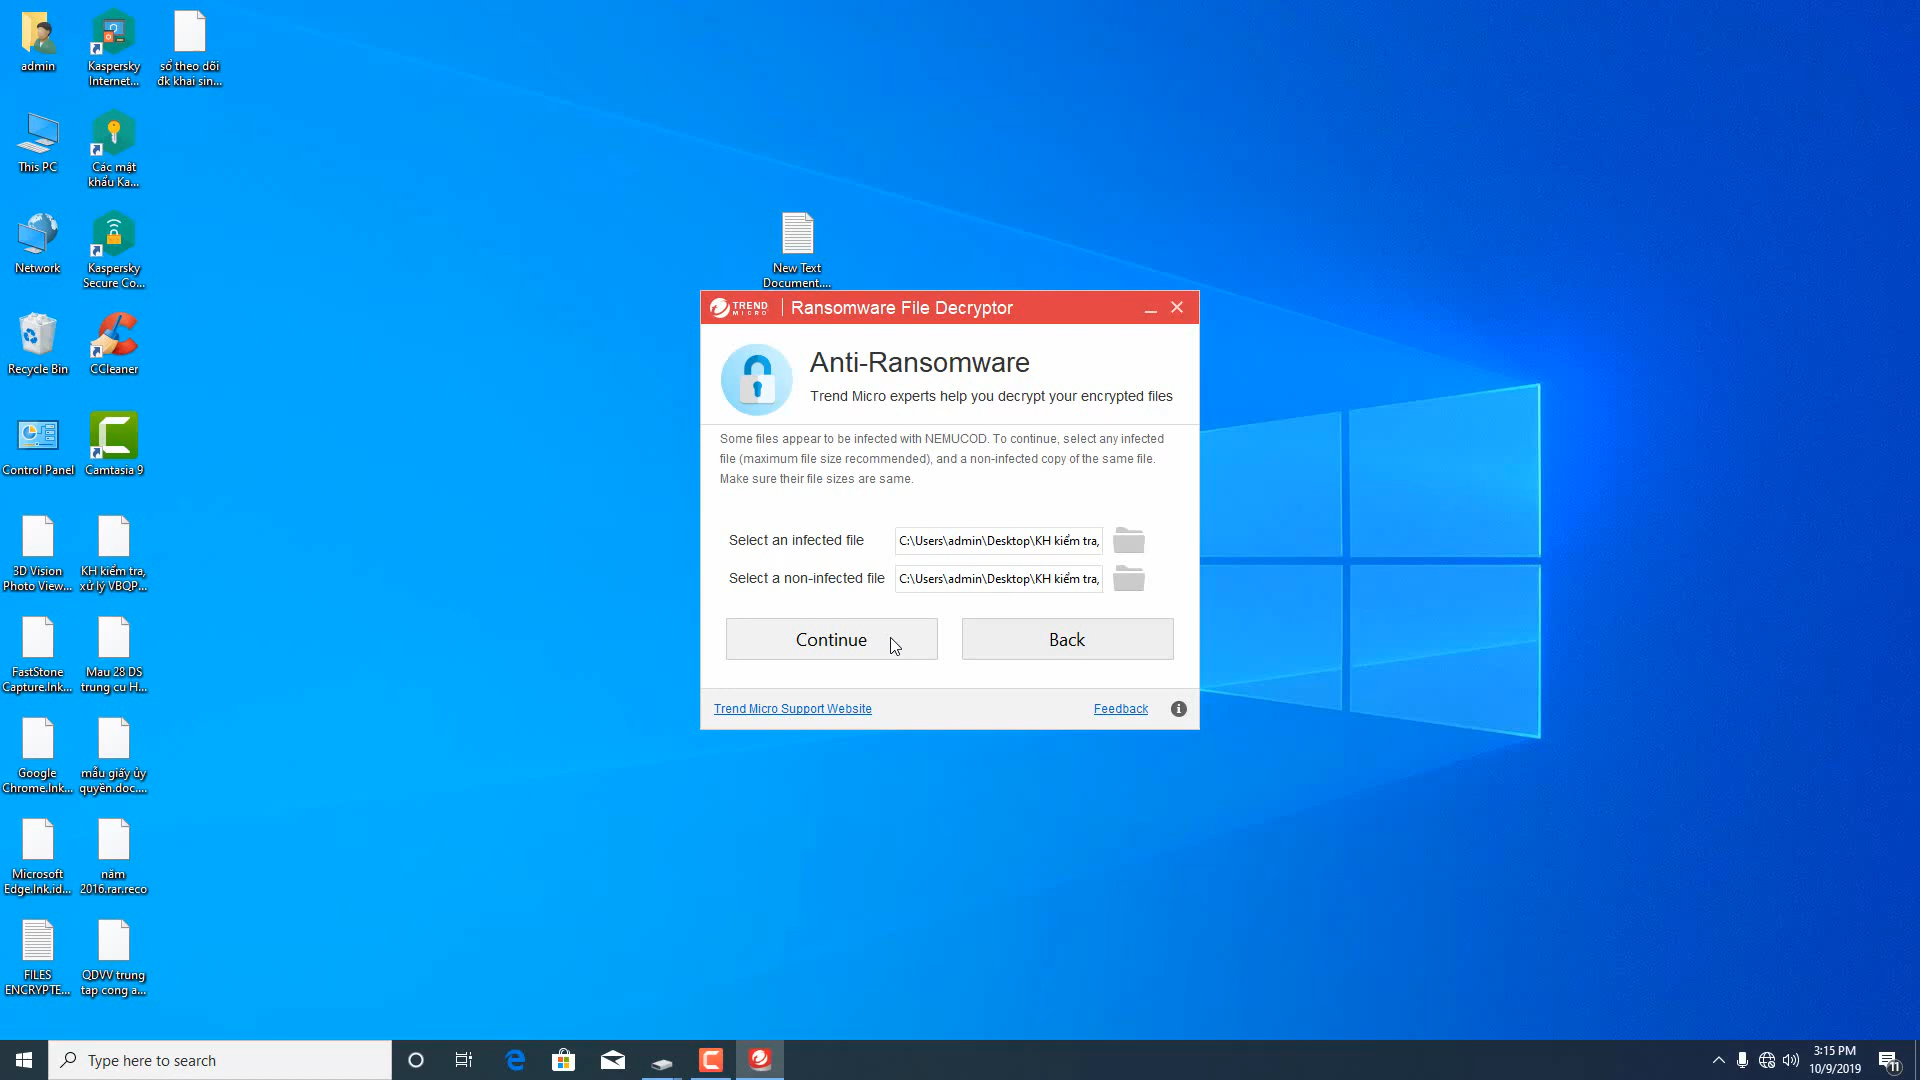 admin
Kaspersky
Internet...
sổ theo dõi
đk khai sin...
This PC
Các mật
khẩu Ka...
Network
Kaspersky
Secure Co...
Recycle Bin
CCleaner
Control Panel
Camtasia 9
3D Vision
Photo View...
KH kiểm tra,
xử lý VBQP...
FastStone
Capture.lnk...
Mau 28 DS
trung cu H...
Google
Chrome.lnk...
mẫu giấy ủy
quyền.doc....
Microsoft
Edge.lnk.id...
năm
2016.rar.reco
FILES
ENCRYPTE...
QDVV trung
tap cong a...
New Text
Document....
TREND
MICRO
Ransomware File Decryptor
Anti-Ransomware
Trend Micro experts help you decrypt your encrypted files
Some files appear to be infected with NEMUCOD. To continue, select any infected
file (maximum file size recommended), and a non-infected copy of the same file.
Make sure their file sizes are same.
Select an infected file
C:\Users\admin\Desktop\KH kiểm tra,
Select a non-infected file
C:\Users\admin\Desktop\KH kiểm tra,
Continue
Back
Trend Micro Support Website
Feedback
Type here to search
3:15 PM
10/9/2019
11